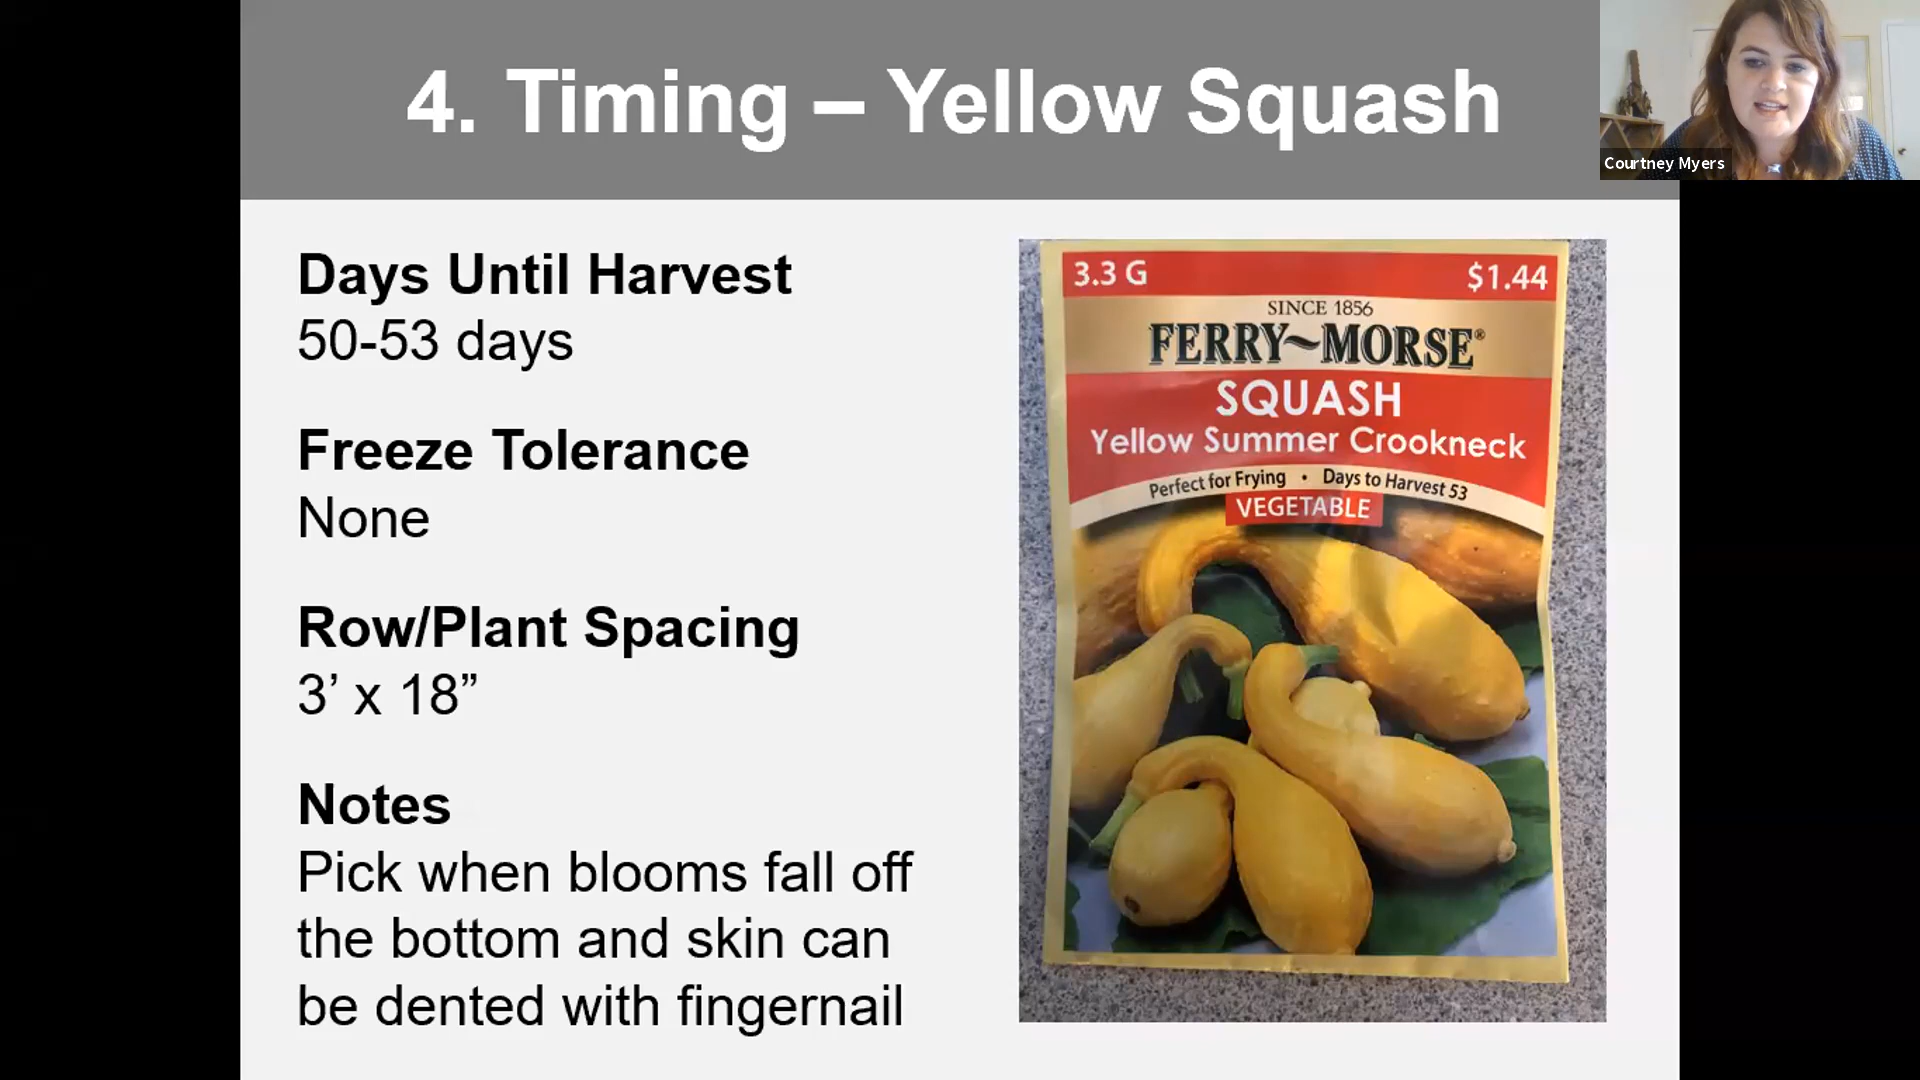 4. Timing – Yellow Squash
Courtney Myers
Days Until Harvest
50-53 days
Freeze Tolerance
None
Row/Plant Spacing
3’ x 18”
Notes
Pick when blooms fall off
the bottom and skin can
be dented with fingernail
3.3 G
$1.44
SINCE 1856
FERRY~MORSE®
SQUASH
Yellow Summer Crookneck
Perfect for Frying • Days to Harvest 53
VEGETABLE